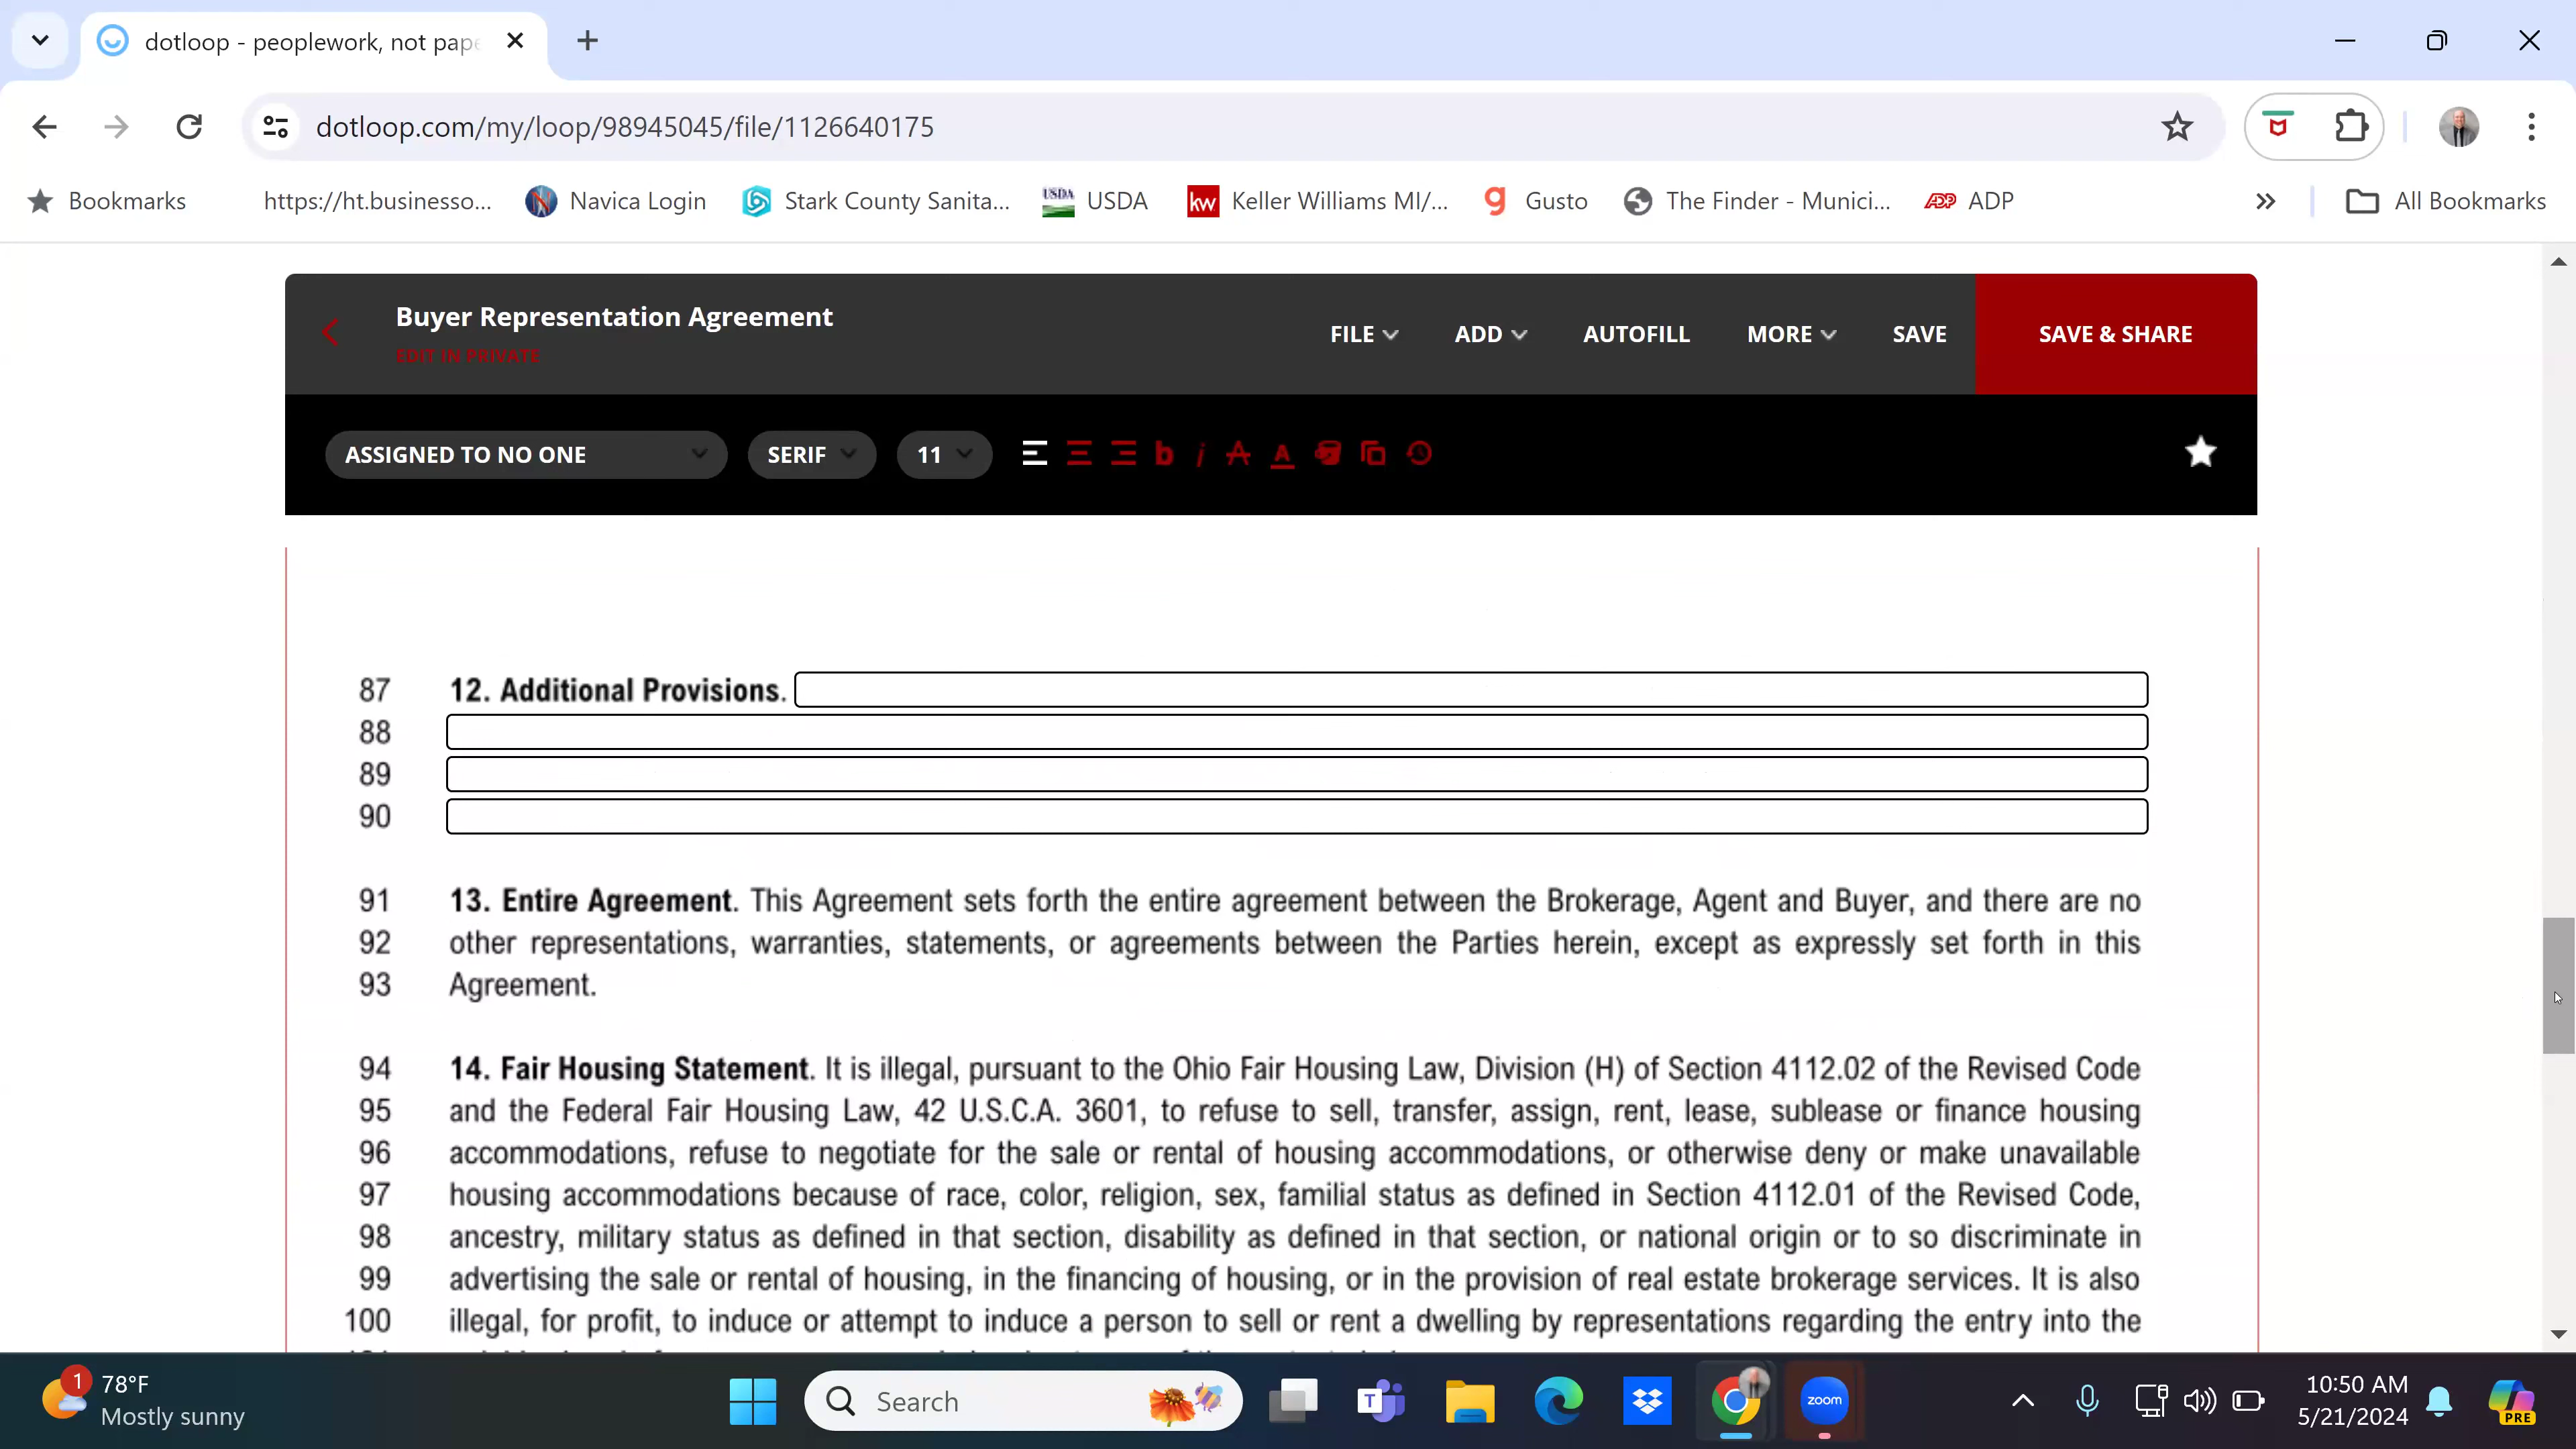 dotloop - peoplework, not pap
dotloop.com/my/loop/98945045/file/1126640175
Bookmarks https://ht.businesso... Navica Login Stark County Sanita... USDA USDA kw Keller Williams MI/... g Gusto The Finder - Munici... ADP ADP » All Bookmarks
Buyer Representation Agreement
EDIT IN PRIVATE
FILE ADD AUTOFILL MORE SAVE SAVE & SHARE
ASSIGNED TO NO ONE SERIF 11 b i A A
87 12. Additional Provisions.
88
89
90
91 13. Entire Agreement. This Agreement sets forth the entire agreement between the Brokerage, Agent and Buyer, and there are no
92 other representations, warranties, statements, or agreements between the Parties herein, except as expressly set forth in this
93 Agreement.
94 14. Fair Housing Statement. It is illegal, pursuant to the Ohio Fair Housing Law, Division (H) of Section 4112.02 of the Revised Code
95 and the Federal Fair Housing Law, 42 U.S.C.A. 3601, to refuse to sell, transfer, assign, rent, lease, sublease or finance housing
96 accommodations, refuse to negotiate for the sale or rental of housing accommodations, or otherwise deny or make unavailable
97 housing accommodations because of race, color, religion, sex, familial status as defined in Section 4112.01 of the Revised Code,
98 ancestry, military status as defined in that section, disability as defined in that section, or national origin or to so discriminate in
99 advertising the sale or rental of housing, in the financing of housing, or in the provision of real estate brokerage services. It is also
100 illegal, for profit, to induce or attempt to induce a person to sell or rent a dwelling by representations regarding the entry into the
1 78°F
Mostly sunny
Search
T
zoom
10:50 AM
5/21/2024
PRE